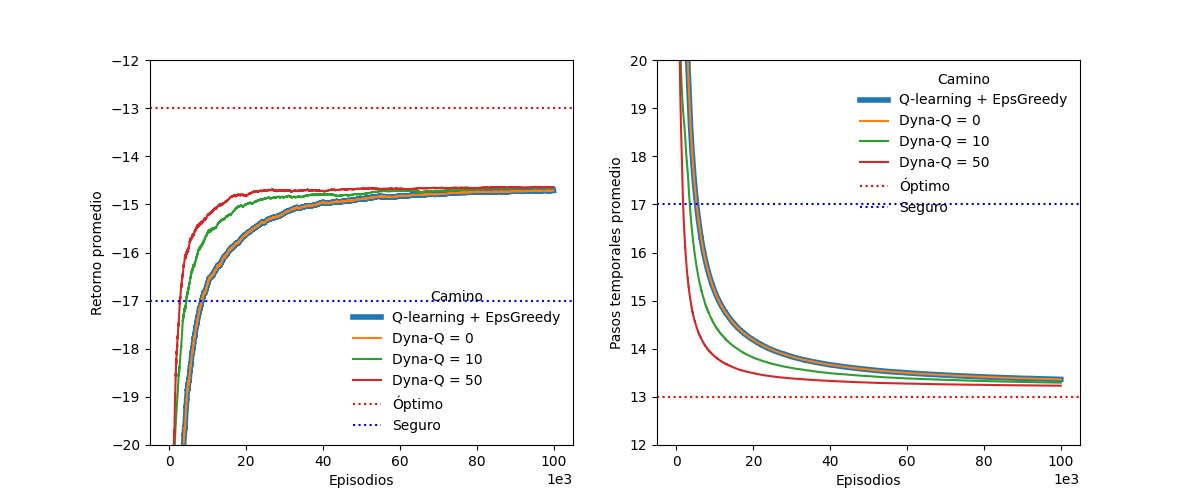 −12
−13
−14
−15
−16
−17
−18
−19
−20
Retorno promedio
0
20
40
60
80
100
1e3
Episodios
Camino
Q-learning + EpsGreedy
Dyna-Q = 0
Dyna-Q = 10
Dyna-Q = 50
Óptimo
Seguro
20
19
18
17
16
15
14
13
12
Pasos temporales promedio
0
20
40
60
80
100
1e3
Episodios
Camino
Q-learning + EpsGreedy
Dyna-Q = 0
Dyna-Q = 10
Dyna-Q = 50
Óptimo
Seguro